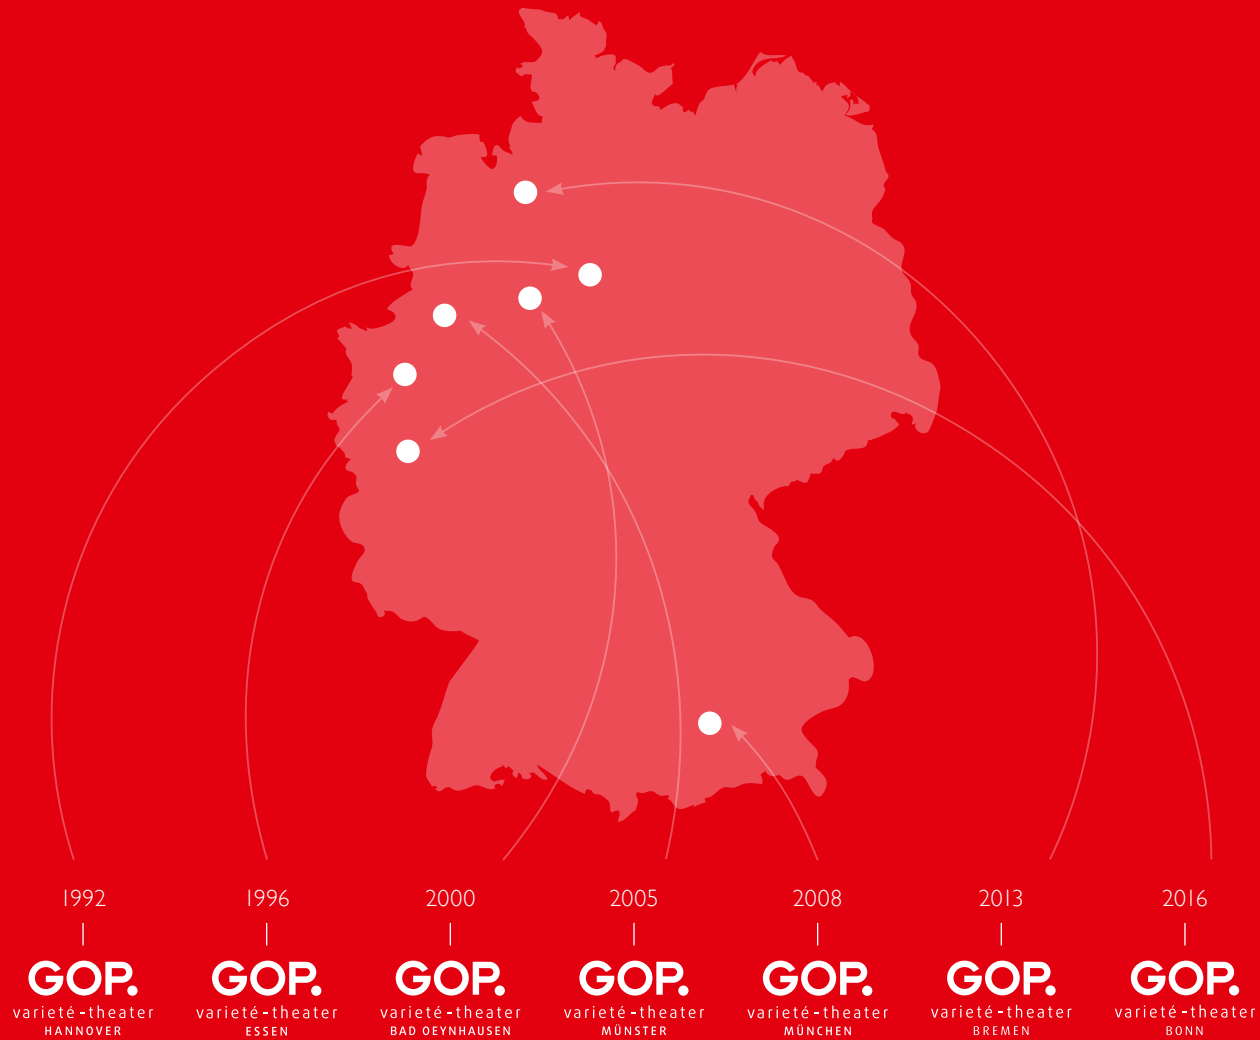 1992 1996 2000 2005 2008 2013 2016
GOP. GOP. GOP. GOP. GOP. GOP. GOP.
varieté-theater varieté-theater varieté-theater varieté-theater varieté-theater varieté-theater varieté-theater
HANNOVER ESSEN BAD OEYNHAUSEN MÜNSTER MÜNCHEN BREMEN BONN